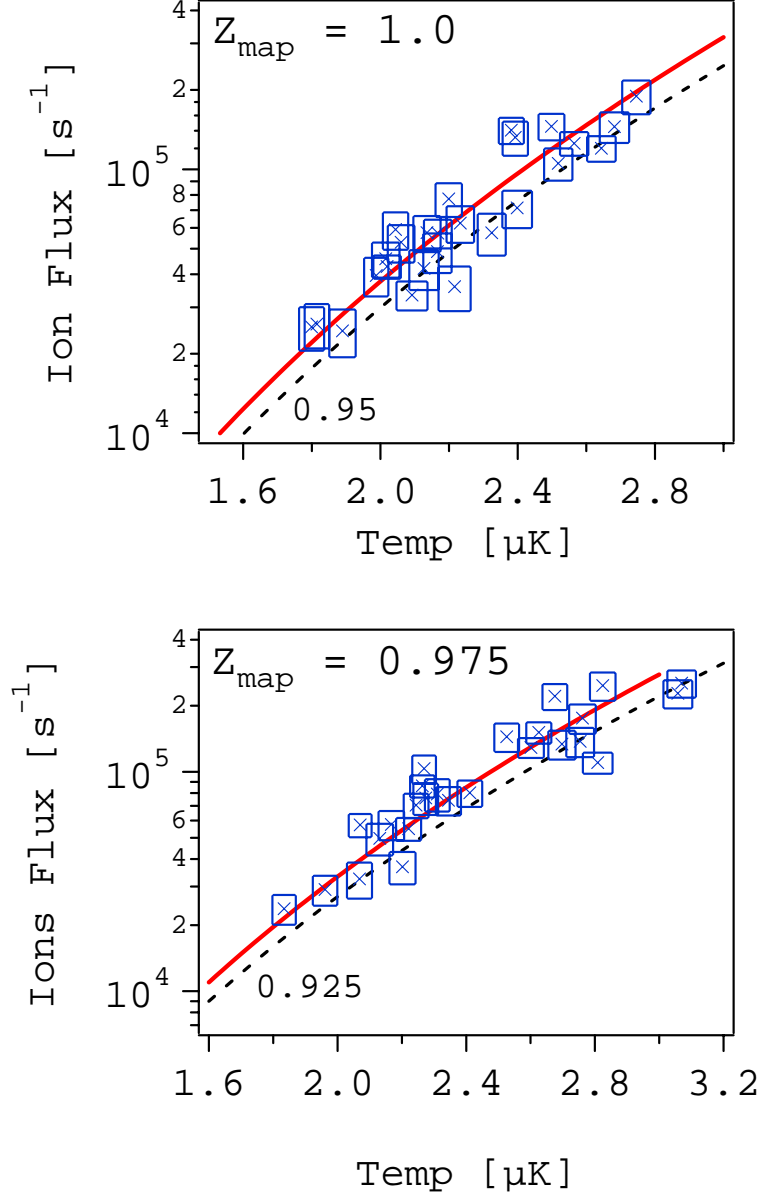 Z_map = 1.0
Ion Flux [s^-1]
4
2
10^5
8
6
4
2
10^4
0.95
1.6 2.0 2.4 2.8
Temp [µK]
Z_map = 0.975
Ions Flux [s^-1]
4
2
10^5
6
4
2
10^4
0.925
1.6 2.0 2.4 2.8 3.2
Temp [µK]